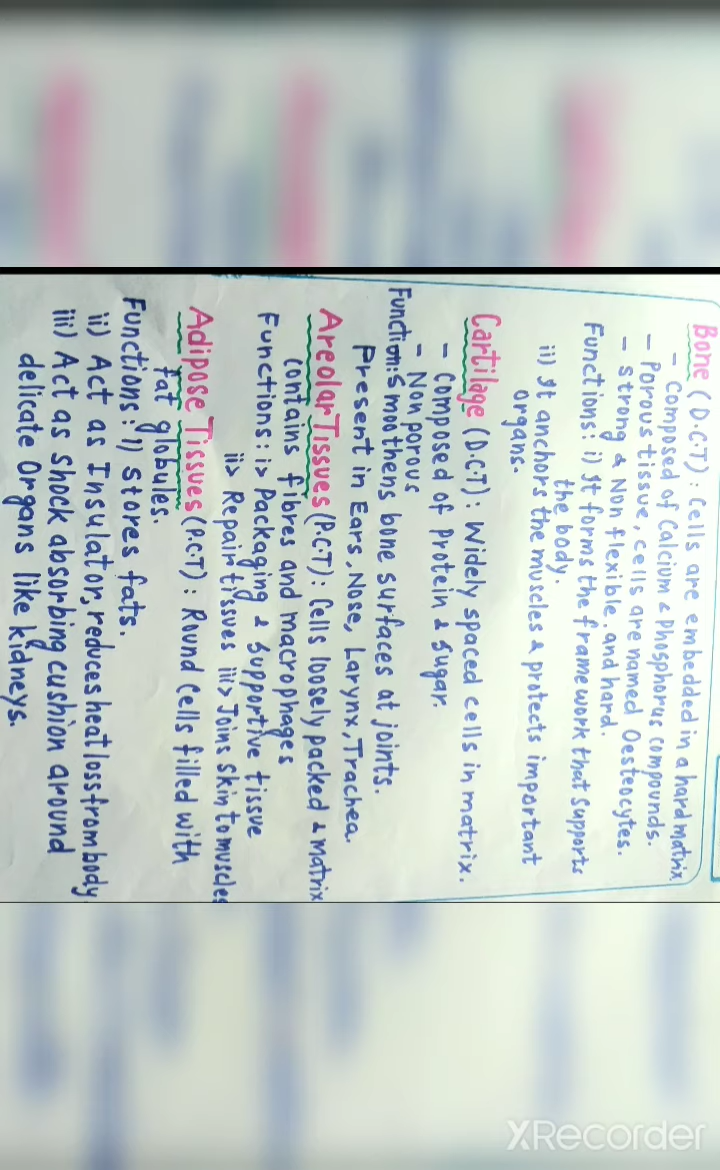 Bone (D.C.T) : Cells are embedded in a hard matrix
- Composed of Calcium & Phosphorus compounds.
- Porous tissue, cells are named Oesteocytes.
- Strong & Non flexible . and hard.
Functions : i) It forms the frame work that supports
the body.
ii) It anchors the muscles & protects important
organs.
Cartilage (D.C.T) : Widely spaced cells in matrix.
- Composed of Protein & Sugar.
- Non porous
Function: Smoothens bone surfaces at joints.
Present in Ears, Nose, Larynx, Trachea.
Areolar Tissues (P.C.T) : Cells loosely packed & matrix
contains fibres and macrophages
Functions : i> Packaging & Supportive tissue
ii> Repair tissues iii> Joins Skin to muscles
Adipose Tissues (P.C.T) : Round Cells filled with
fat globules.
Functions : 1) Stores fats.
ii) Act as Insulator, reduces heat loss from body
iii) Act as shock absorbing cushion around
delicate Organs like kidneys.
XRecorder